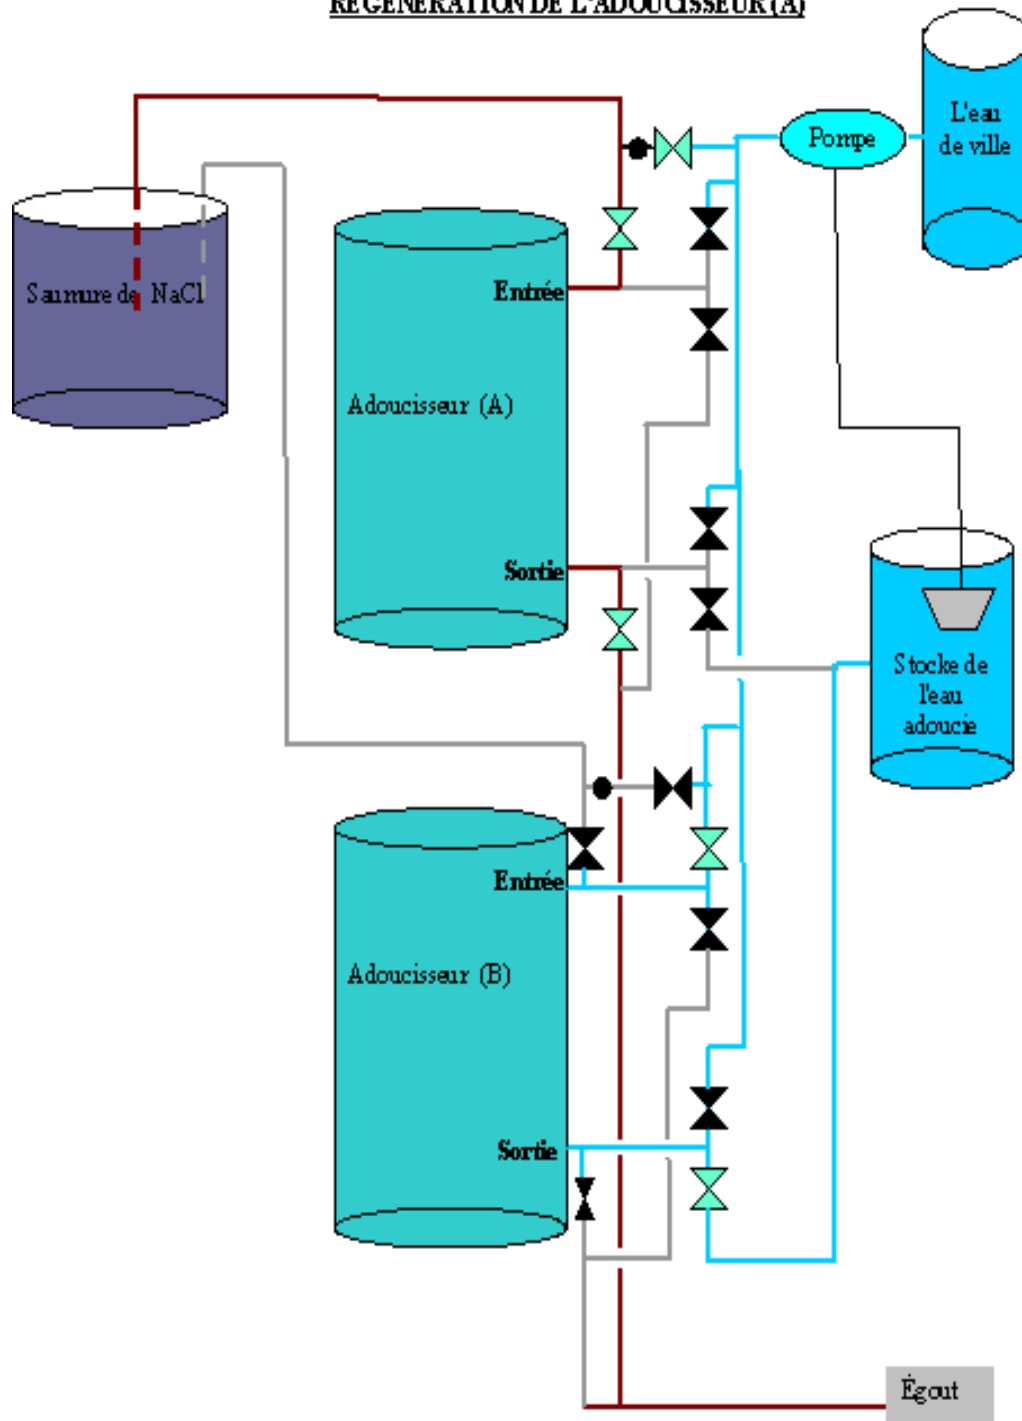 RÉGÉNÉRATION DE L'ADOUCISSEUR (A)
L'eau
de ville
Pompe
Saumure de NaCl
Entrée
Adoucisseur (A)
Sortie
Stocke de
l'eau
adoucie
Entrée
Adoucisseur (B)
Sortie
Égout